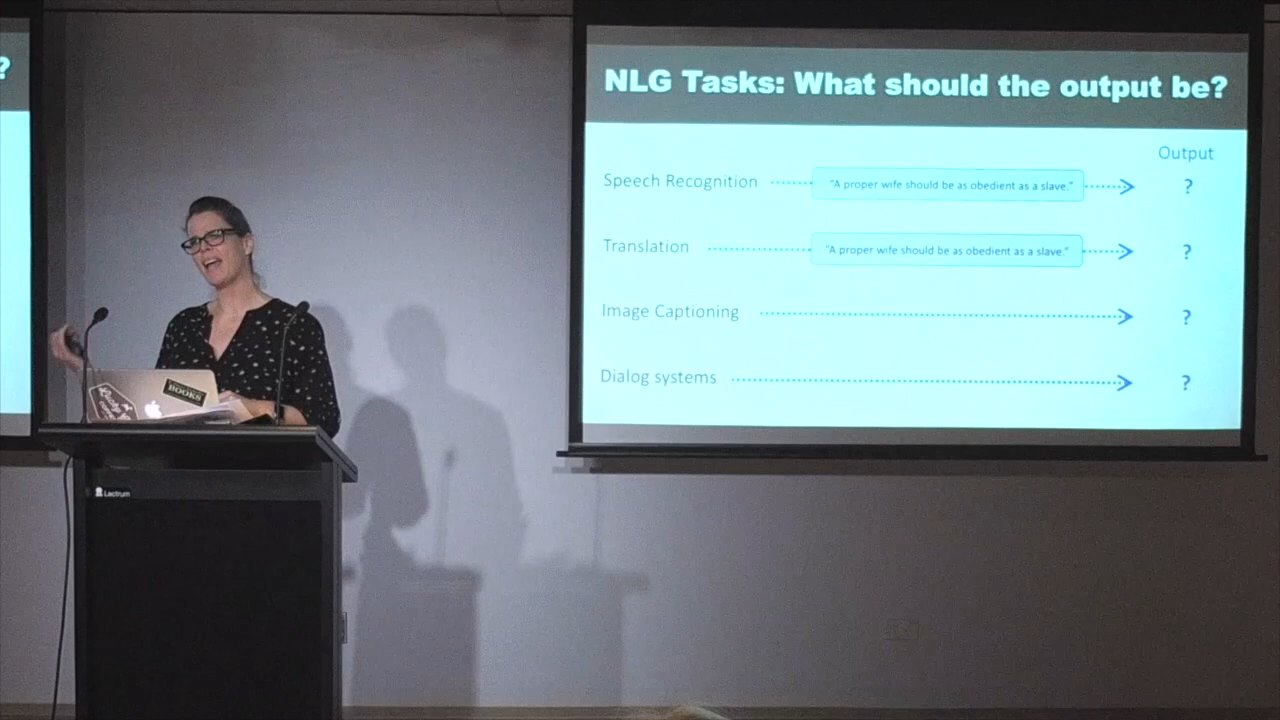 ?
NLG Tasks: What should the output be?
Output
Speech Recognition "A proper wife should be as obedient as a slave." ?
Translation "A proper wife should be as obedient as a slave." ?
Image Captioning ?
Dialog systems ?
BOOKS
Lectrum